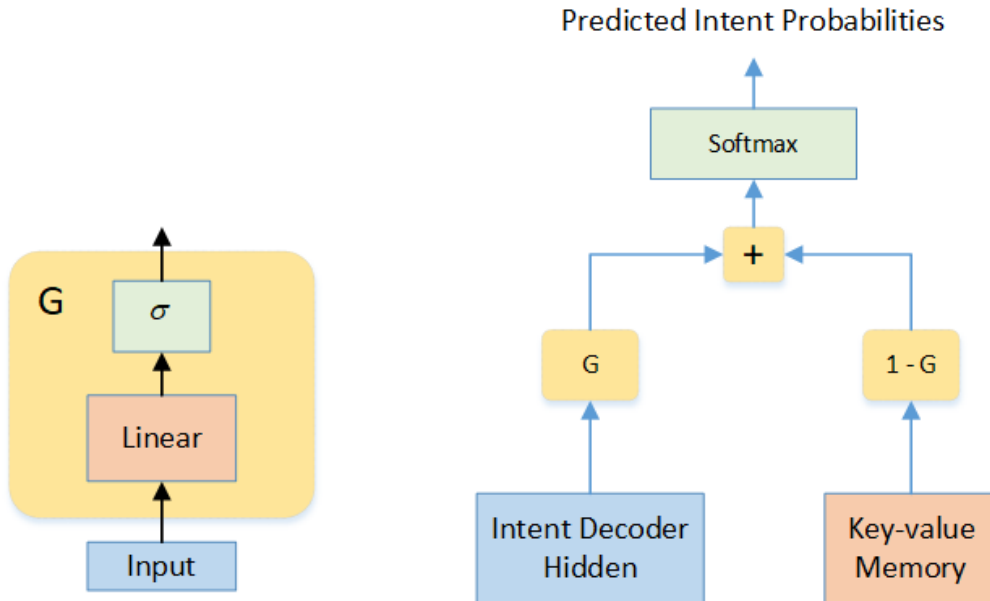 Predicted Intent Probabilities
Softmax
+
G
σ
Linear
Input
G
1 - G
Intent Decoder
Hidden
Key-value
Memory